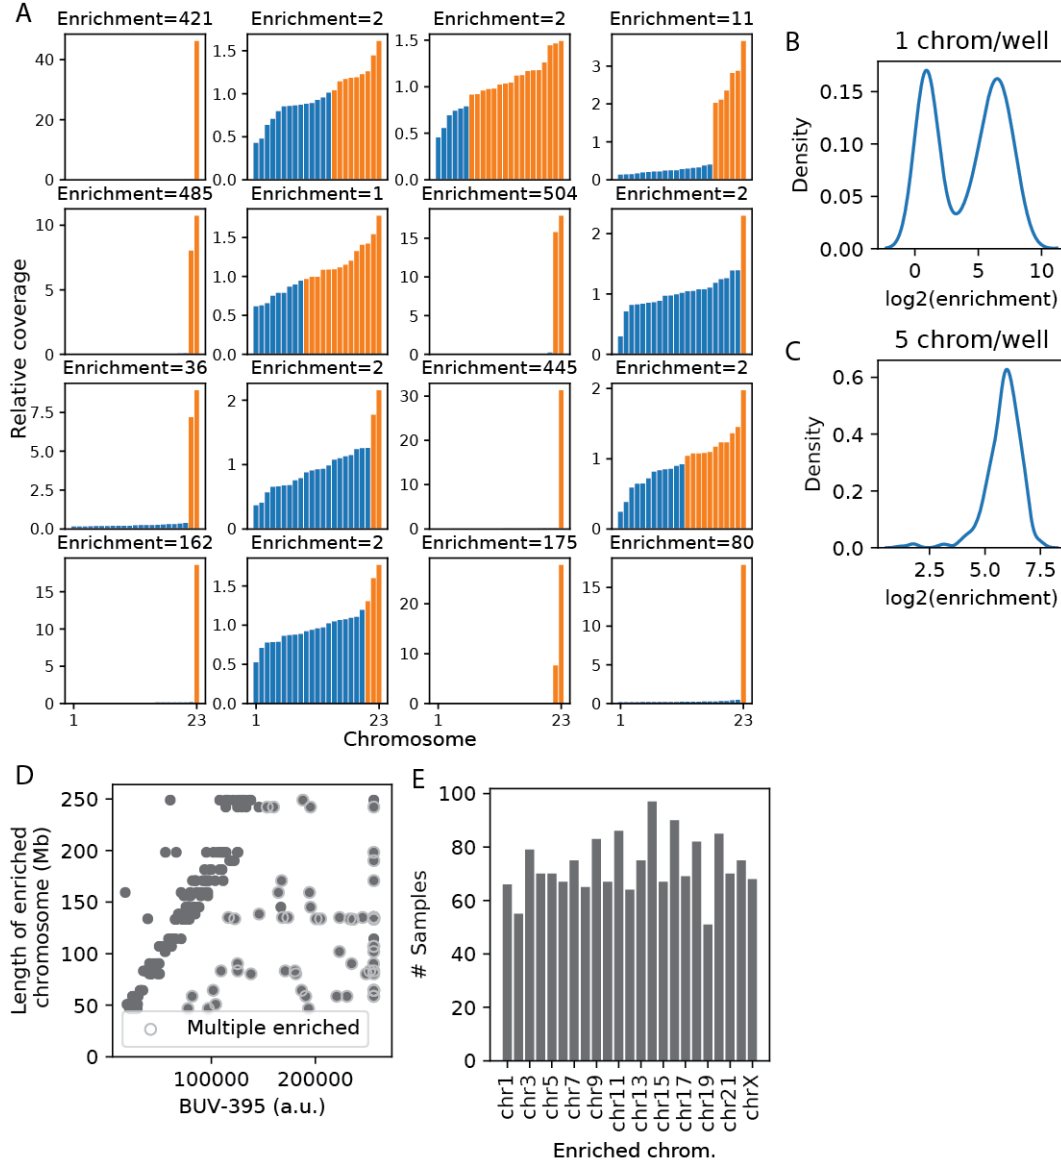 A
Enrichment=421
Enrichment=2
Enrichment=2
Enrichment=11
40
20
0
1.5
1.0
0.5
0.0
1.5
1.0
0.5
0.0
3
2
1
0
Enrichment=485
Enrichment=1
Enrichment=504
Enrichment=2
10
5
0
1.5
1.0
0.5
0.0
15
10
5
0
2
1
0
Relative coverage
Enrichment=36
Enrichment=2
Enrichment=445
Enrichment=2
7.5
5.0
2.5
0.0
2
1
0
30
20
10
0
2
1
0
Enrichment=162
Enrichment=2
Enrichment=175
Enrichment=80
15
10
5
0
1.5
1.0
0.5
0.0
20
10
0
15
10
5
0
1 23
1 23
1 23
1 23
Chromosome
B
1 chrom/well
Density
0.15
0.10
0.05
0.00
0 5 10
log2(enrichment)
C
5 chrom/well
Density
0.6
0.4
0.2
0.0
2.5 5.0 7.5
log2(enrichment)
D
Length of enriched
chromosome (Mb)
250
200
150
100
50
0
Multiple enriched
100000 200000
BUV-395 (a.u.)
E
# Samples
100
80
60
40
20
0
chr1
chr3
chr5
chr7
chr9
chr11
chr13
chr15
chr17
chr19
chr21
chrX
Enriched chrom.